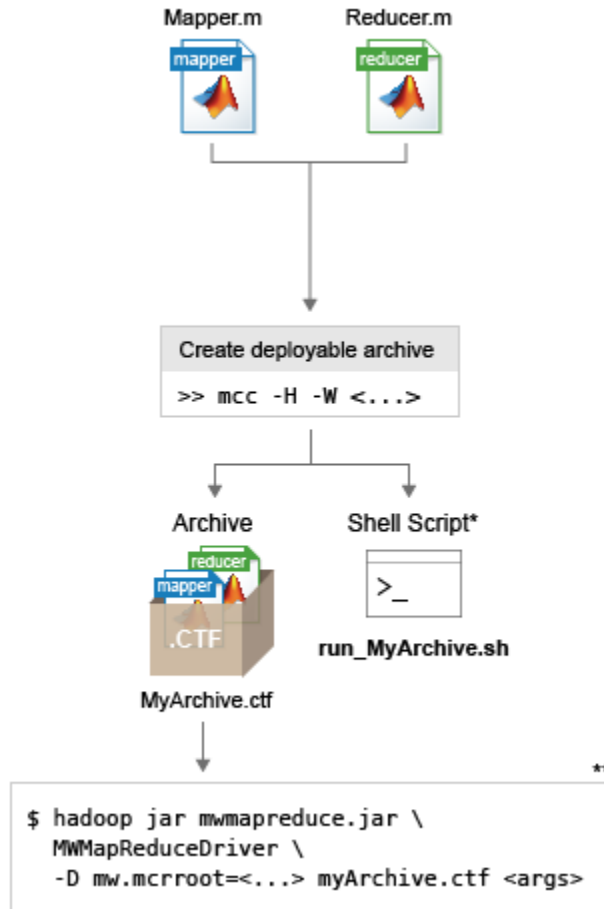 Mapper.m
Reducer.m
mapper
reducer
Create deployable archive
>> mcc -H -W <...>
Archive
Shell Script*
reducer
mapper
.CTF
>_
run_MyArchive.sh
MyArchive.ctf
**
$ hadoop jar mwmapreduce.jar \
MWMapReduceDriver \
-D mw.mcrroot=<...> myArchive.ctf <args>